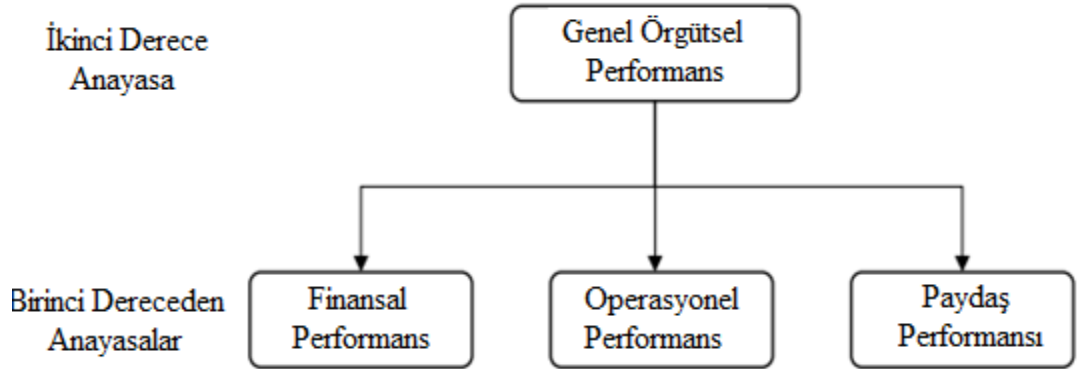 İkinci Derece
Anayasa
Genel Örgütsel
Performans
Birinci Dereceden
Anayasalar
Finansal
Performans
Operasyonel
Performans
Paydaş
Performansı